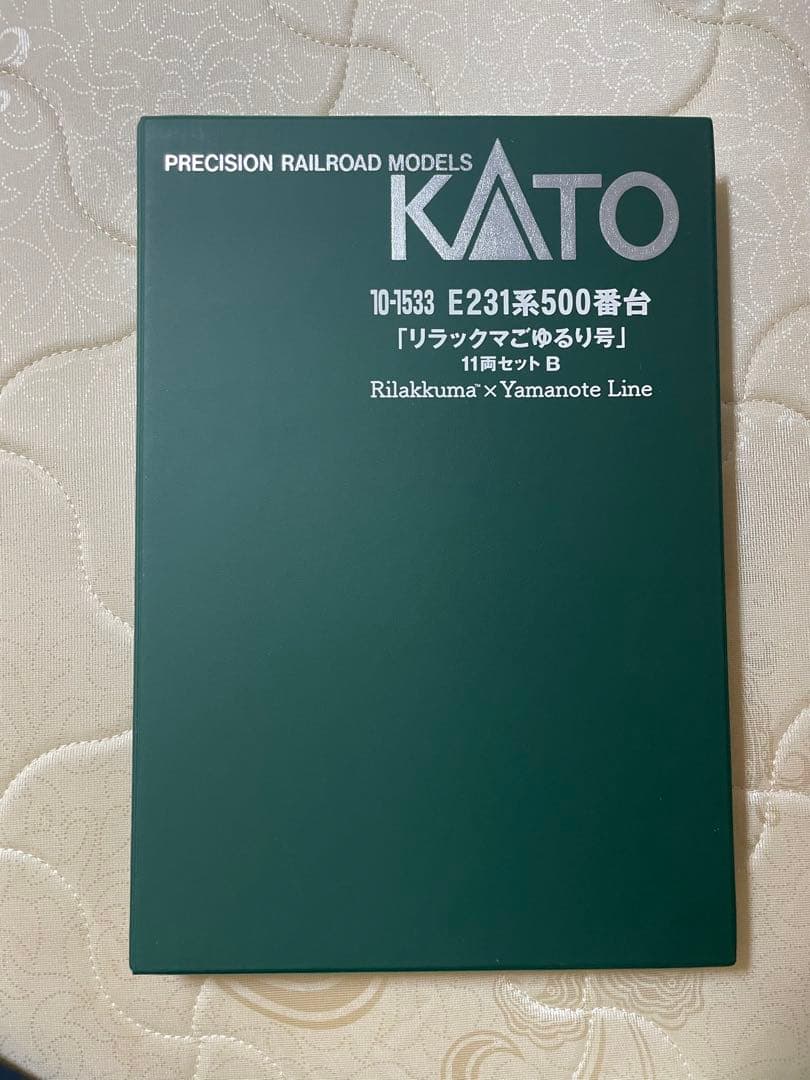 PRECISION RAILROAD MODELS
KATO
10-1533 E231系500番台
「リラックマごゆるり号」
11両セット B
Rilakkuma™×Yamanote Line